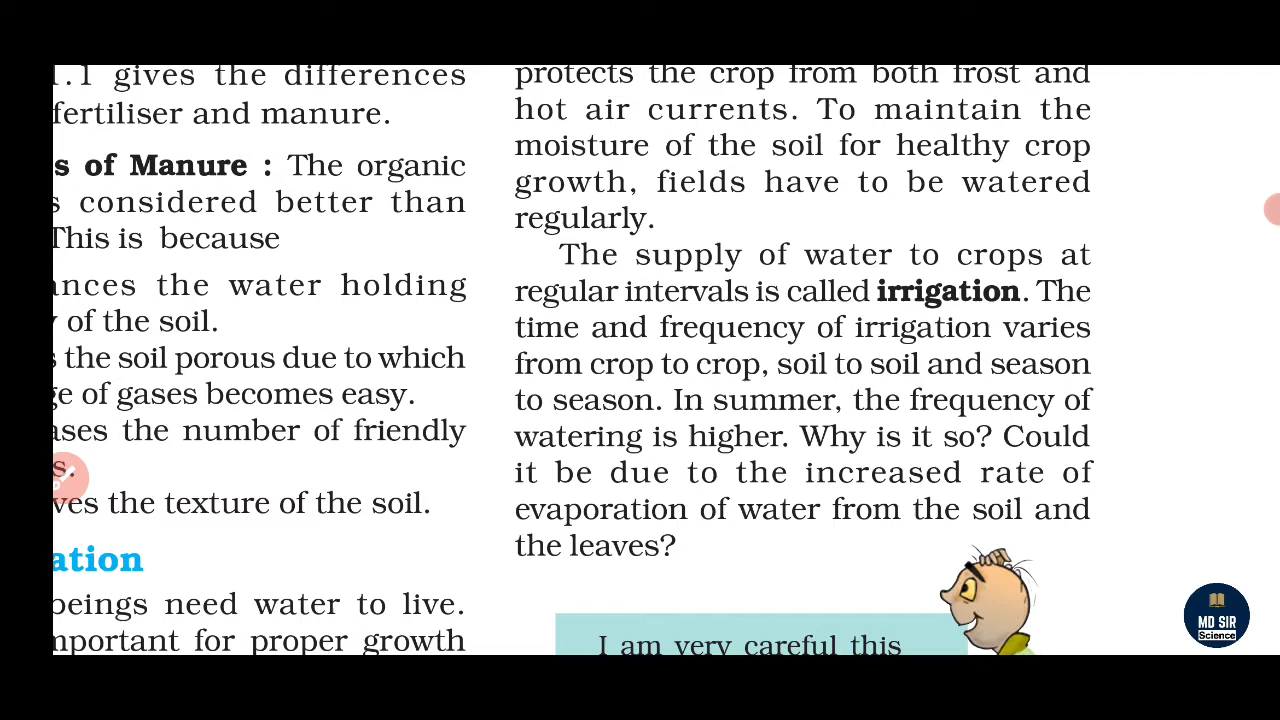 1.1 gives the differences
fertiliser and manure.
s of Manure : The organic
s considered better than
This is because
ances the water holding
y of the soil.
s the soil porous due to which
ge of gases becomes easy.
ases the number of friendly
s.
ves the texture of the soil.
ation
beings need water to live.
mportant for proper growth
protects the crop from both frost and
hot air currents. To maintain the
moisture of the soil for healthy crop
growth, fields have to be watered
regularly.
The supply of water to crops at
regular intervals is called irrigation. The
time and frequency of irrigation varies
from crop to crop, soil to soil and season
to season. In summer, the frequency of
watering is higher. Why is it so? Could
it be due to the increased rate of
evaporation of water from the soil and
the leaves?
I am very careful this
MD SIR
Science